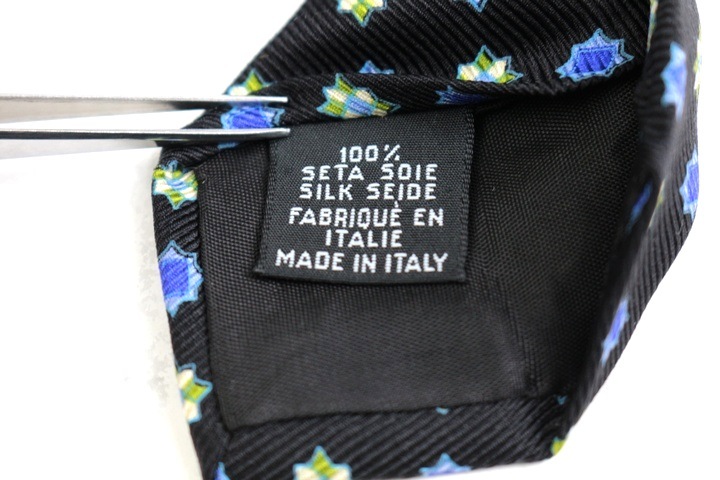 100%
SETA SOIE
SILK SEIDE
FABRIQUÈ EN
ITALIE
MADE IN ITALY